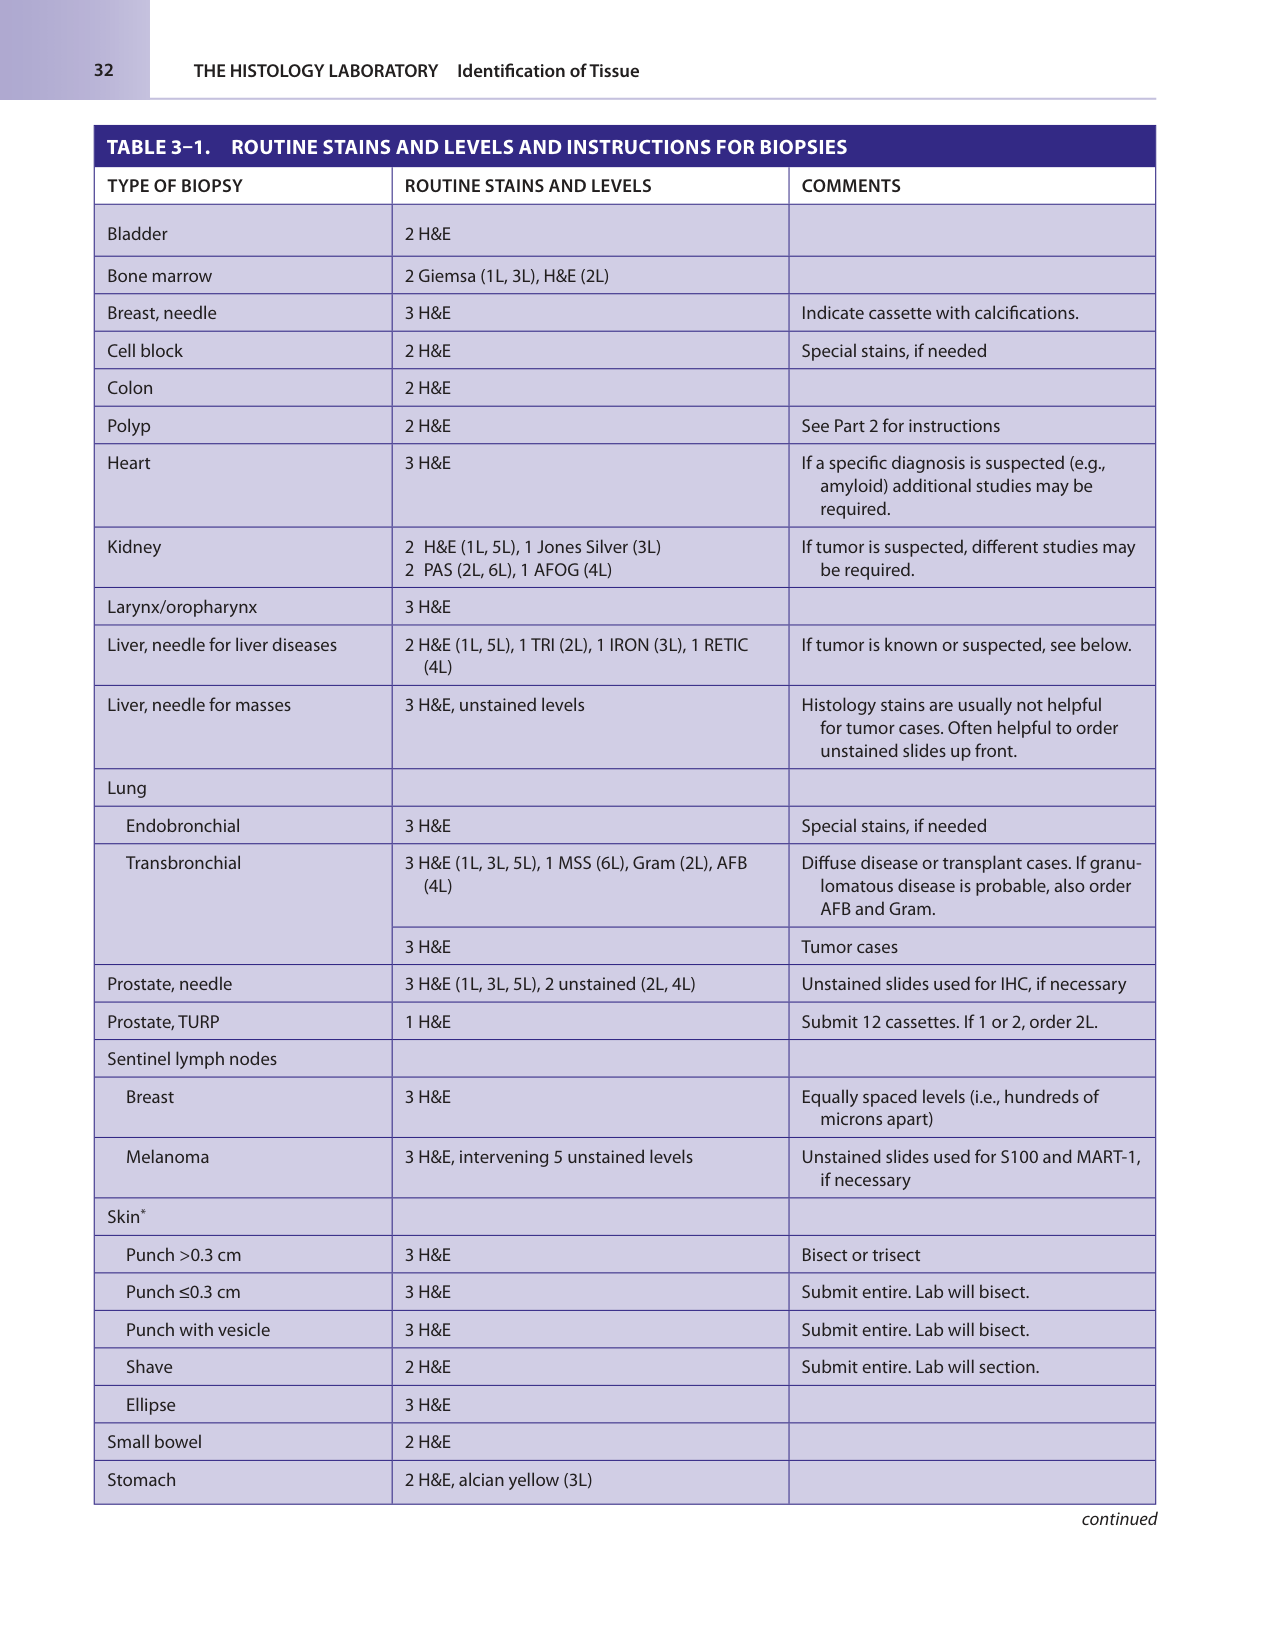 32
THE HISTOLOGY LABORATORY Identification of Tissue
TABLE 3–1. ROUTINE STAINS AND LEVELS AND INSTRUCTIONS FOR BIOPSIES
TYPE OF BIOPSY ROUTINE STAINS AND LEVELS COMMENTS
Bladder 2 H&E
Bone marrow 2 Giemsa (1L, 3L), H&E (2L)
Breast, needle 3 H&E Indicate cassette with calcifications.
Cell block 2 H&E Special stains, if needed
Colon 2 H&E
Polyp 2 H&E See Part 2 for instructions
Heart 3 H&E If a specific diagnosis is suspected (e.g.,
amyloid) additional studies may be
required.
Kidney 2 H&E (1L, 5L), 1 Jones Silver (3L) If tumor is suspected, different studies may
2 PAS (2L, 6L), 1 AFOG (4L) be required.
Larynx/oropharynx 3 H&E
Liver, needle for liver diseases 2 H&E (1L, 5L), 1 TRI (2L), 1 IRON (3L), 1 RETIC If tumor is known or suspected, see below.
(4L)
Liver, needle for masses 3 H&E, unstained levels Histology stains are usually not helpful
for tumor cases. Often helpful to order
unstained slides up front.
Lung
Endobronchial 3 H&E Special stains, if needed
Transbronchial 3 H&E (1L, 3L, 5L), 1 MSS (6L), Gram (2L), AFB Diffuse disease or transplant cases. If granu-
(4L) lomatous disease is probable, also order
AFB and Gram.
3 H&E Tumor cases
Prostate, needle 3 H&E (1L, 3L, 5L), 2 unstained (2L, 4L) Unstained slides used for IHC, if necessary
Prostate, TURP 1 H&E Submit 12 cassettes. If 1 or 2, order 2L.
Sentinel lymph nodes
Breast 3 H&E Equally spaced levels (i.e., hundreds of
microns apart)
Melanoma 3 H&E, intervening 5 unstained levels Unstained slides used for S100 and MART-1,
if necessary
Skin*
Punch >0.3 cm 3 H&E Bisect or trisect
Punch ≤0.3 cm 3 H&E Submit entire. Lab will bisect.
Punch with vesicle 3 H&E Submit entire. Lab will bisect.
Shave 2 H&E Submit entire. Lab will section.
Ellipse 3 H&E
Small bowel 2 H&E
Stomach 2 H&E, alcian yellow (3L)
continued